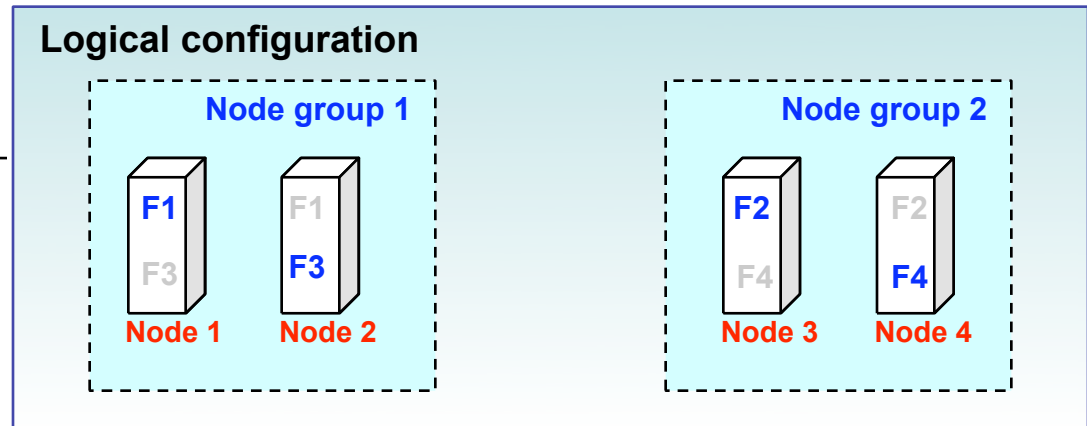 Logical configuration
Node group 1
Node group 2
F1
F1
F2
F2
F3
F3
F4
F4
Node 1
Node 2
Node 3
Node 4